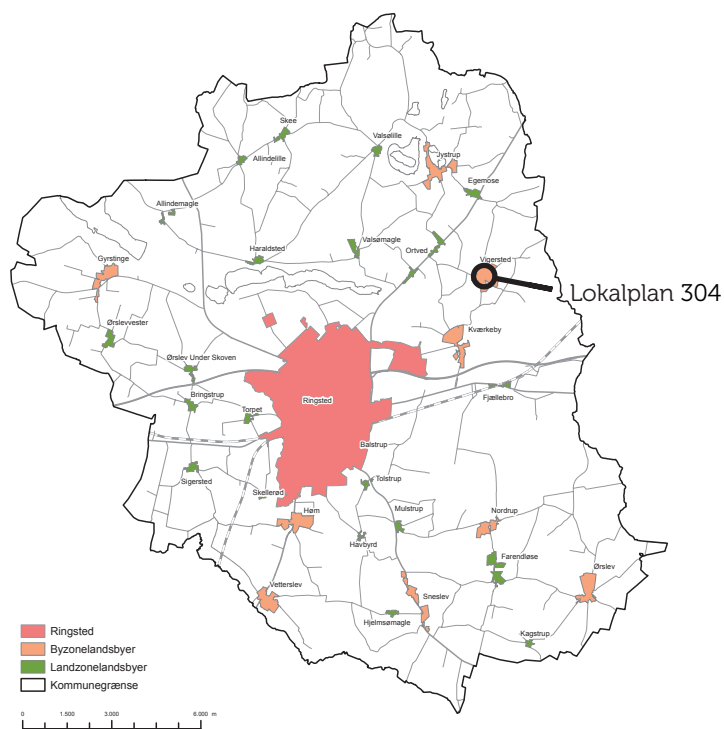 Skee
Valsølille
Allindelille
Jystrup
Egemose
Allindemagle
Haraldsted
Valsømagle
Ortved
Vigersted
Gyrstinge
Lokalplan 304
Ørslevvester
Kværkeby
Ørslev Under Skoven
Fjællebro
Bringstrup
Ringsted
Torpet
Balstrup
Sigersted
Skellerød
Tolstrup
Høm
Mulstrup
Nordrup
Havbyrd
Farendløse
Ørslev
Vetterslev
Sneslev
Hjelmsømagle
Kagstrup
Ringsted
Byzonelandsbyer
Landzonelandsbyer
Kommunegrænse
0 1.500 3.000 6.000 m